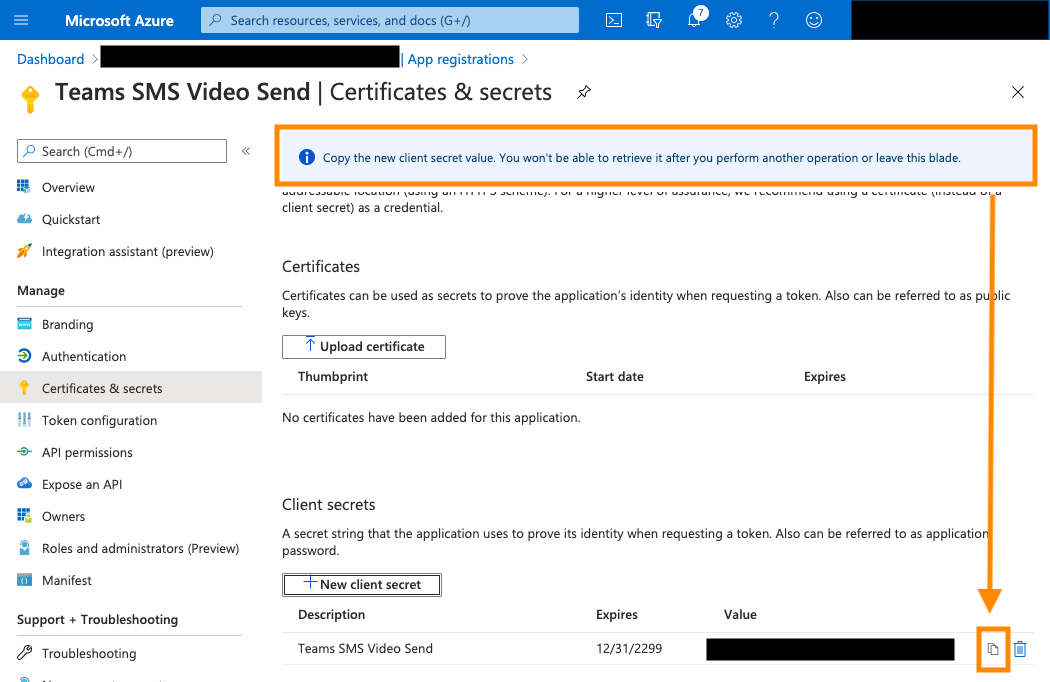 Microsoft Azure
Search resources, services, and docs (G+/)
7
Dashboard
App registrations
Teams SMS Video Send | Certificates & secrets
Search (Cmd+/)
Overview
Quickstart
Integration assistant (preview)
Manage
Branding
Authentication
Certificates & secrets
Token configuration
API permissions
Expose an API
Owners
Roles and administrators (Preview)
Manifest
Support + Troubleshooting
Troubleshooting
Copy the new client secret value. You won't be able to retrieve it after you perform another operation or leave this blade.
addressable location (using an HTTPS scheme). For a higher level of assurance, we recommend using a certificate (instead of a
client secret) as a credential.
Certificates
Certificates can be used as secrets to prove the application's identity when requesting a token. Also can be referred to as public
keys.
Upload certificate
Thumbprint Start date Expires
No certificates have been added for this application.
Client secrets
A secret string that the application uses to prove its identity when requesting a token. Also can be referred to as application
password.
New client secret
Description Expires Value
Teams SMS Video Send 12/31/2299